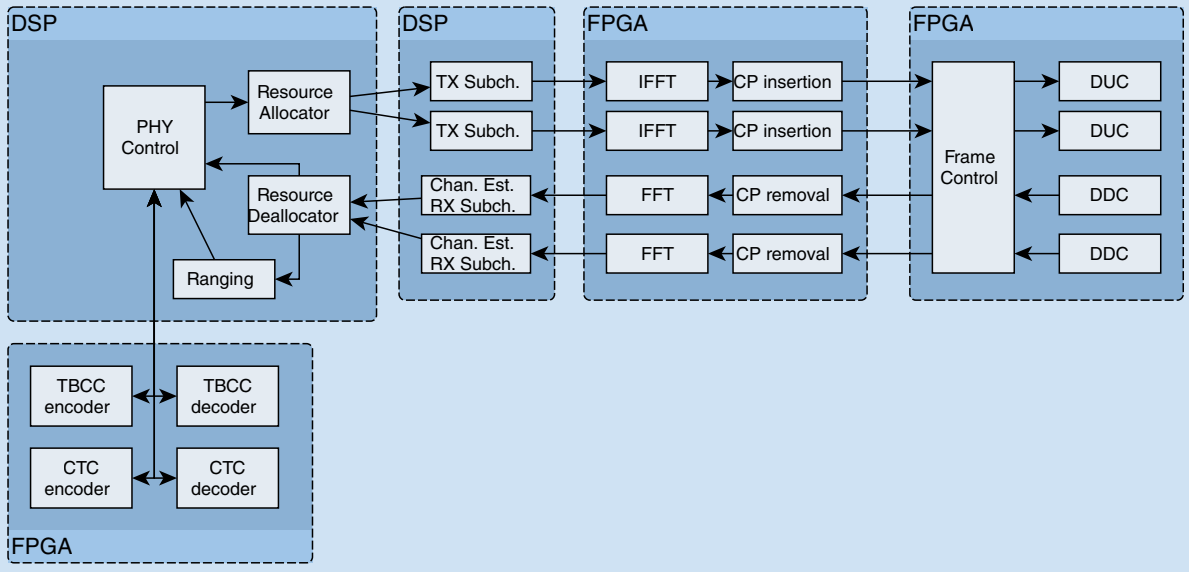 DSP
DSP
FPGA
FPGA
PHY
Control
Resource
Allocator
Resource
Deallocator
Ranging
TX Subch.
TX Subch.
Chan. Est.
RX Subch.
Chan. Est.
RX Subch.
IFFT
CP insertion
IFFT
CP insertion
FFT
CP removal
FFT
CP removal
Frame
Control
DUC
DUC
DDC
DDC
TBCC
encoder
TBCC
decoder
CTC
encoder
CTC
decoder
FPGA